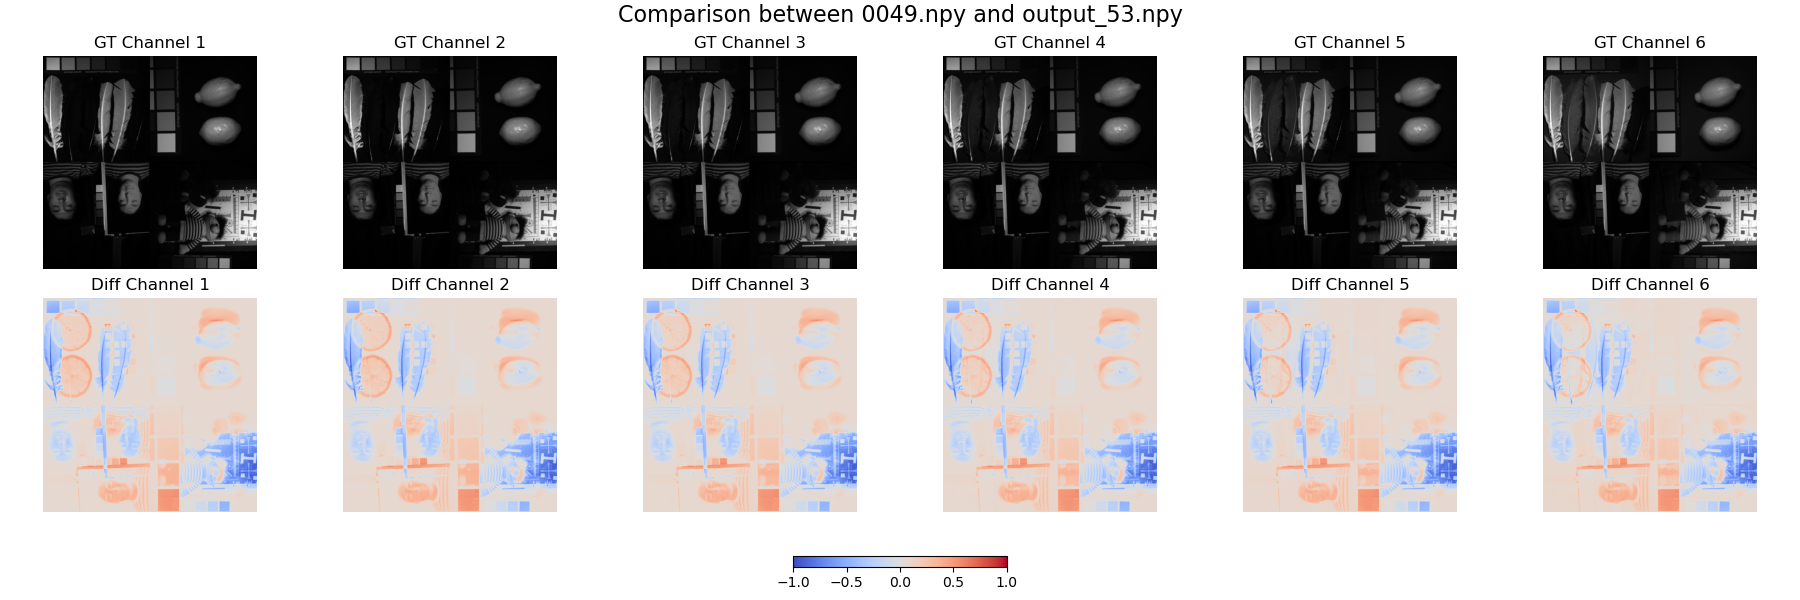 Comparison between 0049.npy and output_53.npy
GT Channel 1
GT Channel 2
GT Channel 3
GT Channel 4
GT Channel 5
GT Channel 6
Diff Channel 1
Diff Channel 2
Diff Channel 3
Diff Channel 4
Diff Channel 5
Diff Channel 6
−1.0 −0.5 0.0 0.5 1.0